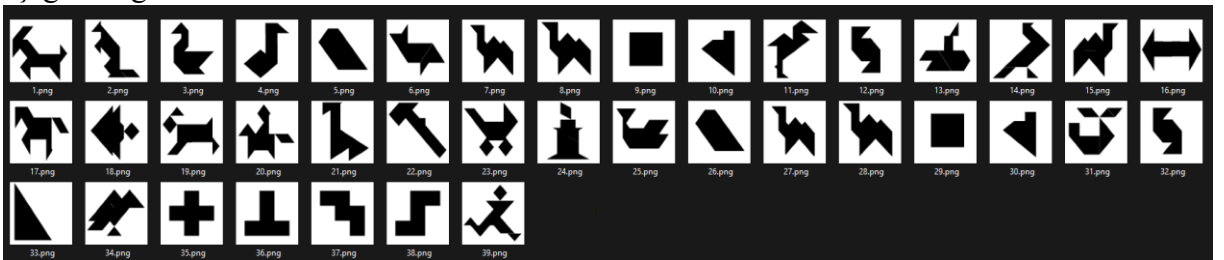 1.png 2.png 3.png 4.png 5.png 6.png 7.png 8.png 9.png 10.png 11.png 12.png 13.png 14.png 15.png 16.png
17.png 18.png 19.png 20.png 21.png 22.png 23.png 24.png 25.png 26.png 27.png 28.png 29.png 30.png 31.png 32.png
33.png 34.png 35.png 36.png 37.png 38.png 39.png